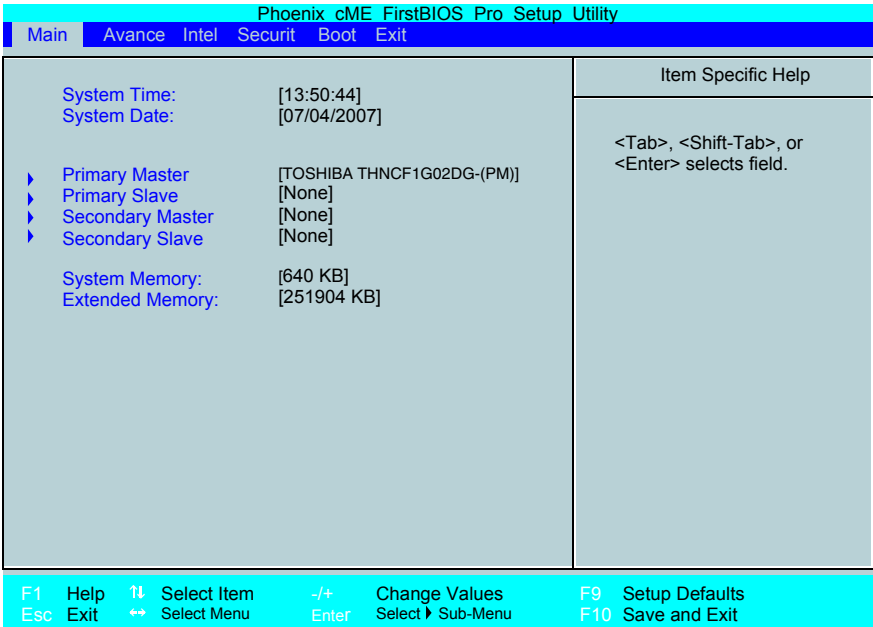 Phoenix cME FirstBIOS Pro Setup Utility
Main Avance Intel Securit Boot Exit
Item Specific Help
System Time: [13:50:44]
System Date: [07/04/2007]
<Tab>, <Shift-Tab>, or
<Enter> selects field.
Primary Master [TOSHIBA THNCF1G02DG-(PM)]
Primary Slave [None]
Secondary Master [None]
Secondary Slave [None]
System Memory: [640 KB]
Extended Memory: [251904 KB]
F1 Help ↑↓ Select Item -/+ Change Values F9 Setup Defaults
Esc Exit ↔ Select Menu Enter Select ▶ Sub-Menu F10 Save and Exit